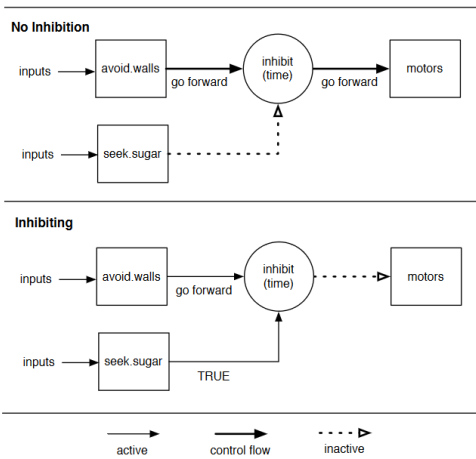 No Inhibition
inputs
avoid.walls
go forward
inhibit
(time)
go forward
motors
inputs
seek.sugar
Inhibiting
inputs
avoid.walls
go forward
inhibit
(time)
motors
inputs
seek.sugar
TRUE
active
control flow
inactive